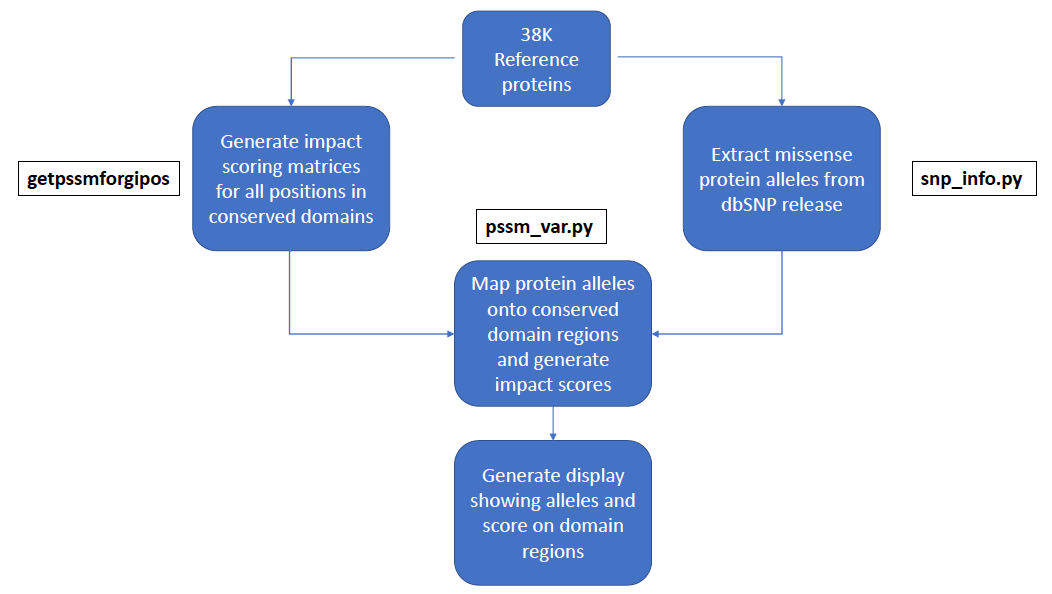 38K
Reference
proteins
Generate impact
scoring matrices
for all positions in
conserved domains
getpssmforgipos
Extract missense
protein alleles from
dbSNP release
snp_info.py
pssm_var.py
Map protein alleles
onto conserved
domain regions
and generate
impact scores
Generate display
showing alleles and
score on domain
regions